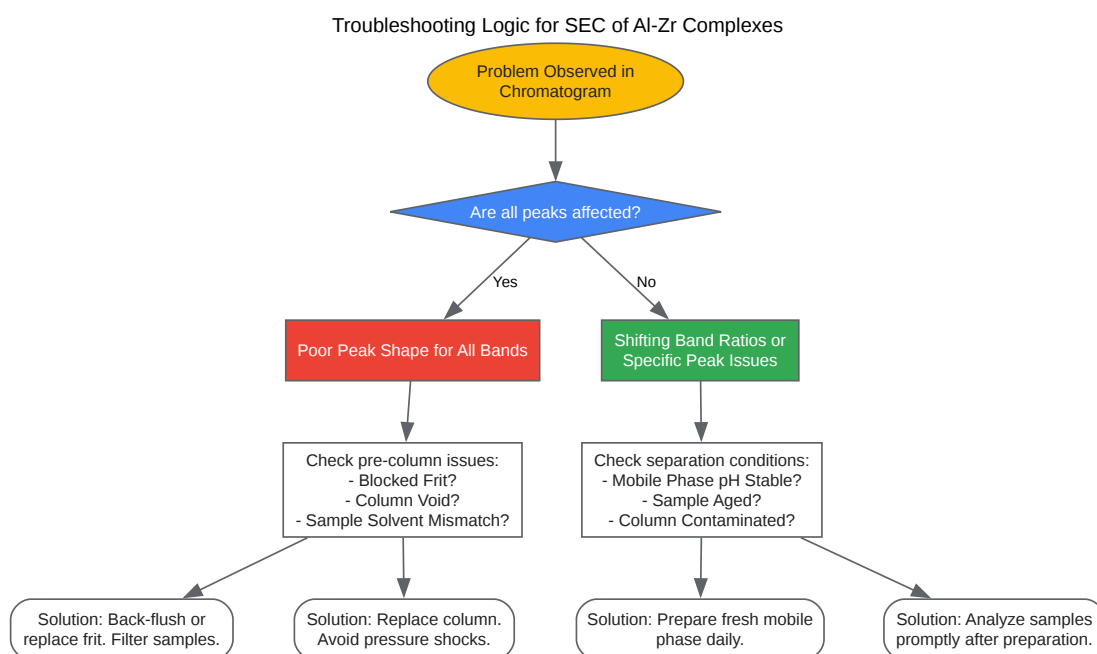 Troubleshooting Logic for SEC of Al-Zr Complexes
Problem Observed in
Chromatogram
Are all peaks affected?
Yes
No
Poor Peak Shape for All Bands
Shifting Band Ratios or
Specific Peak Issues
Check pre-column issues:
- Blocked Frit?
- Column Void?
- Sample Solvent Mismatch?
Check separation conditions:
- Mobile Phase pH Stable?
- Sample Aged?
- Column Contaminated?
Solution: Back-flush or
replace frit. Filter samples.
Solution: Replace column.
Avoid pressure shocks.
Solution: Prepare fresh mobile
phase daily.
Solution: Analyze samples
promptly after preparation.